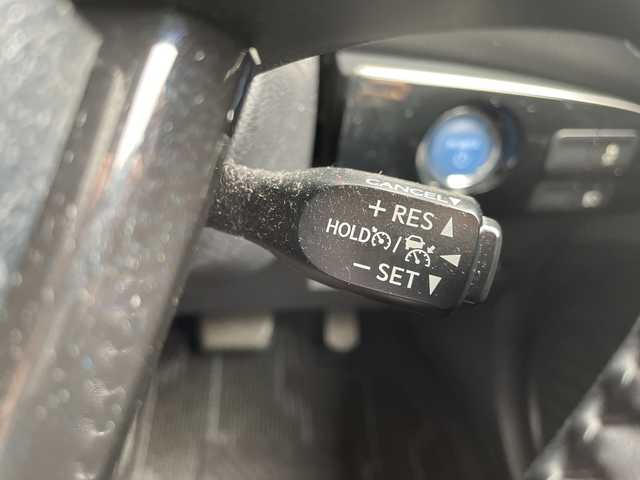 CANCEL▼
+ RES ▲
HOLD / ◀
− SET ▼